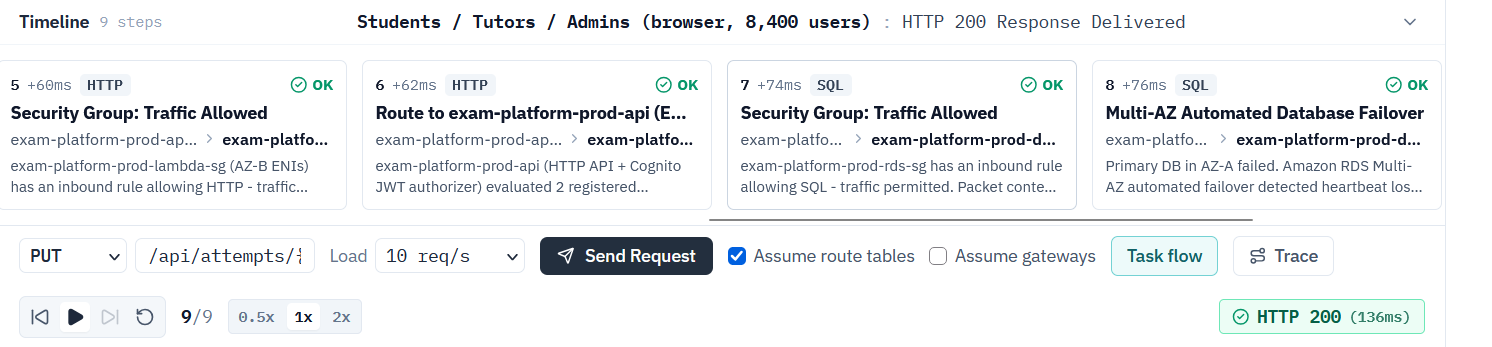 Timeline 9 steps
Students / Tutors / Admins (browser, 8,400 users) : HTTP 200 Response Delivered
5 +60ms HTTP OK
Security Group: Traffic Allowed
exam-platform-prod-ap... > exam-platfo...
exam-platform-prod-lambda-sg (AZ-B ENIs)
has an inbound rule allowing HTTP - traffic...
6 +62ms HTTP OK
Route to exam-platform-prod-api (E...
exam-platform-prod-ap... > exam-platfo...
exam-platform-prod-api (HTTP API + Cognito
JWT authorizer) evaluated 2 registered...
7 +74ms SQL OK
Security Group: Traffic Allowed
exam-platfo... > exam-platform-prod-d...
exam-platform-prod-rds-sg has an inbound rule
allowing SQL - traffic permitted. Packet conte...
8 +76ms SQL OK
Multi-AZ Automated Database Failover
exam-platfo... > exam-platform-prod-d...
Primary DB in AZ-A failed. Amazon RDS Multi-
AZ automated failover detected heartbeat los...
PUT /api/attempts/ Load 10 req/s Send Request Assume route tables Assume gateways Task flow Trace
9/9 0.5x 1x 2x HTTP 200 (136ms)